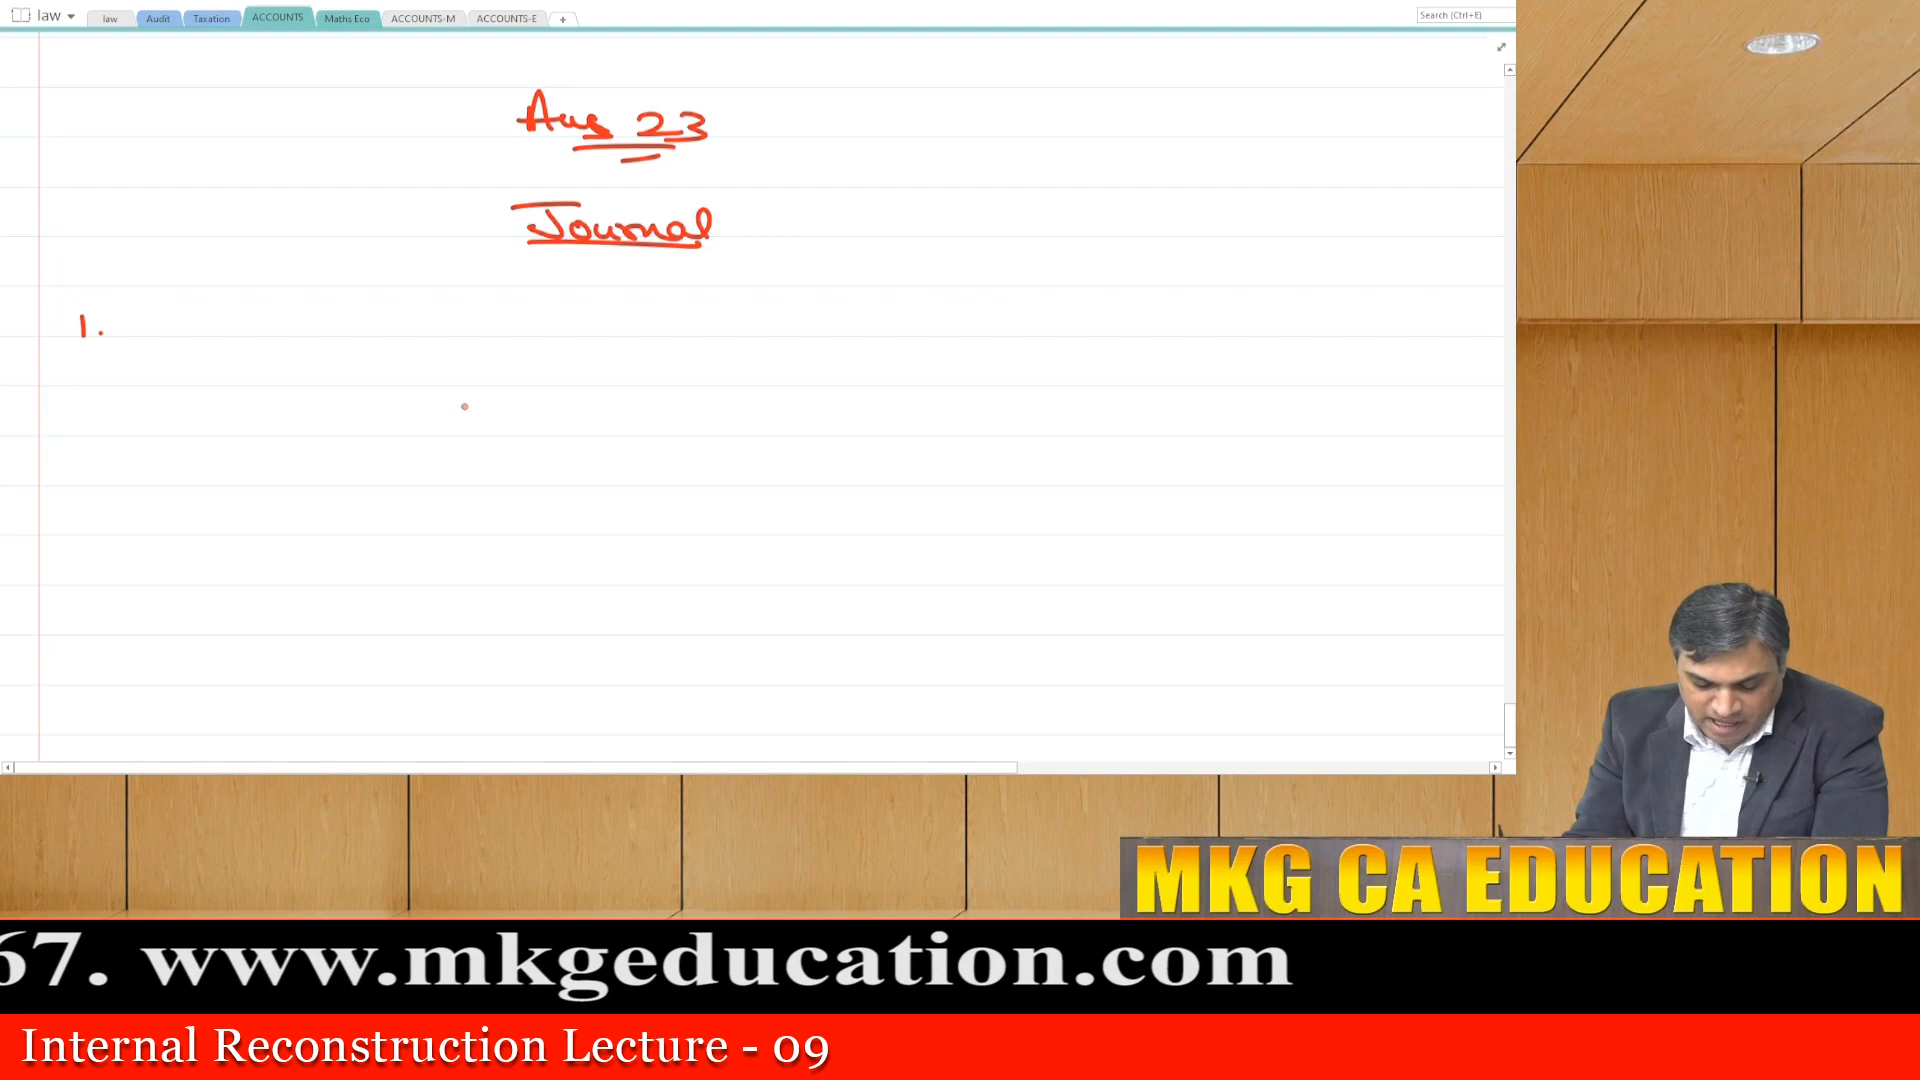 law law Audit Taxation ACCOUNTS Maths Eco ACCOUNTS-M ACCOUNTS-E + Search (Ctrl+E)
Aug 23
Journal
1.
MKG CA EDUCATION
67. www.mkgeducation.com
Internal Reconstruction Lecture - 09